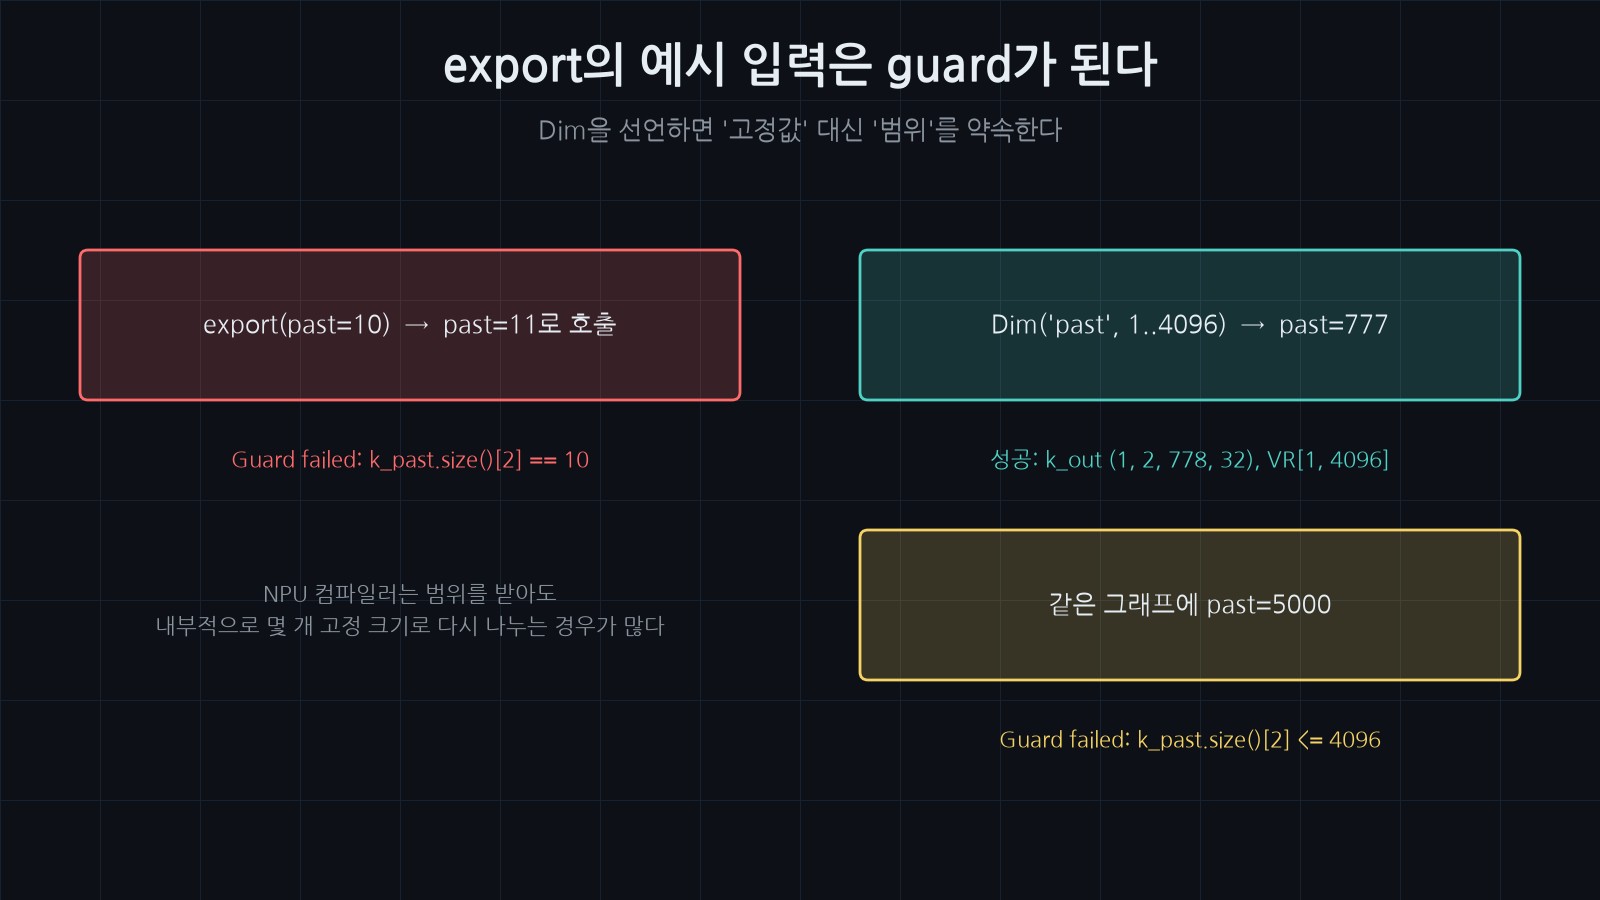 export의 예시 입력은 guard가 된다
Dim을 선언하면 '고정값' 대신 '범위'를 약속한다
export(past=10) → past=11로 호출
Guard failed: k_past.size()[2] == 10
NPU 컴파일러는 범위를 받아도
내부적으로 몇 개 고정 크기로 다시 나누는 경우가 많다
Dim('past', 1..4096) → past=777
성공: k_out (1, 2, 778, 32), VR[1, 4096]
같은 그래프에 past=5000
Guard failed: k_past.size()[2] <= 4096